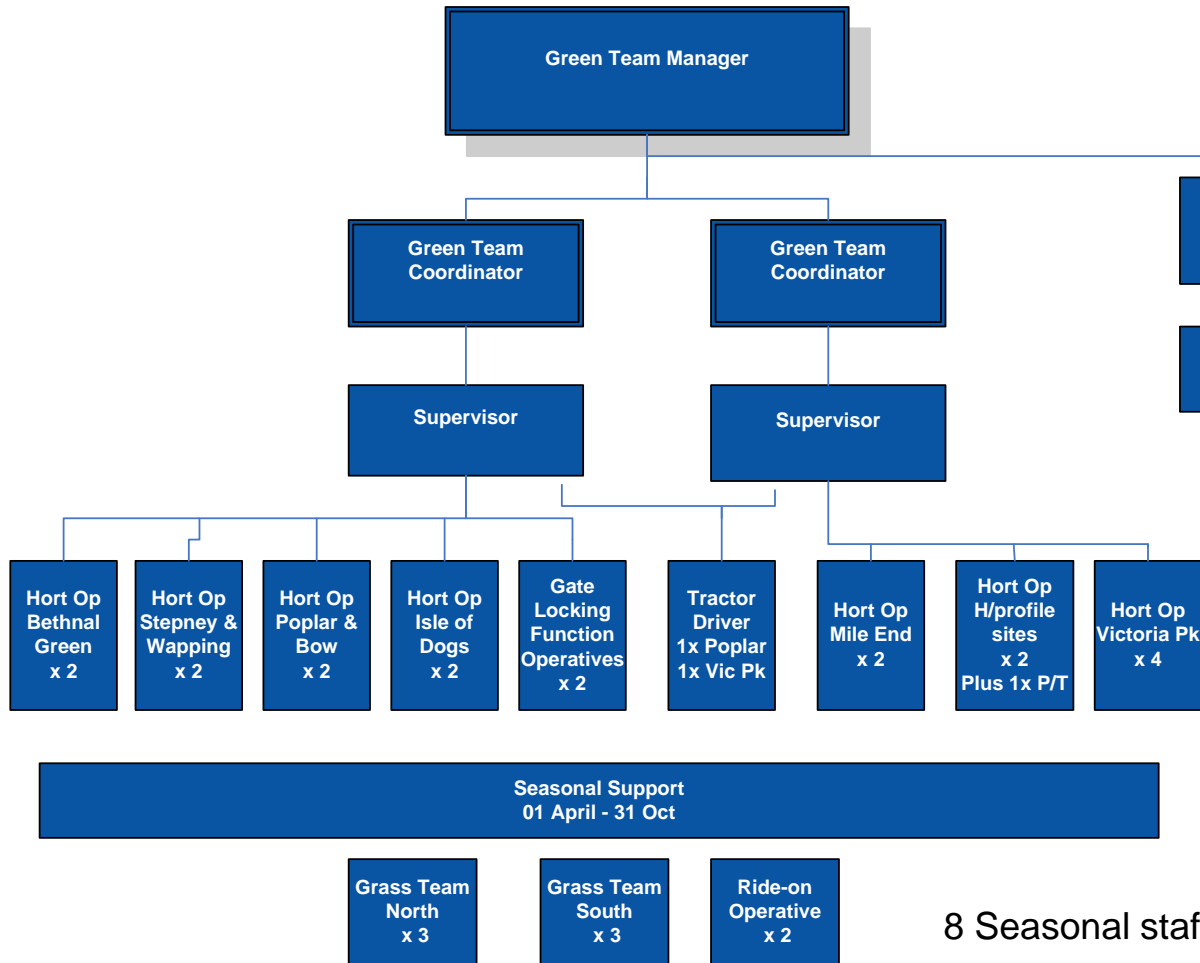 Green Team Manager
Green Team
Coordinator
Green Team
Coordinator
Supervisor
Supervisor
Hort Op
Bethnal
Green
x 2
Hort Op
Stepney &
Wapping
x 2
Hort Op
Poplar &
Bow
x 2
Hort Op
Isle of
Dogs
x 2
Gate
Locking
Function
Operatives
x 2
Tractor
Driver
1x Poplar
1x Vic Pk
Hort Op
Mile End
x 2
Hort Op
H/profile
sites
x 2
Plus 1x P/T
Hort Op
Victoria Pk
x 4
Seasonal Support
01 April - 31 Oct
Grass Team
North
x 3
Grass Team
South
x 3
Ride-on
Operative
x 2
8 Seasonal staf